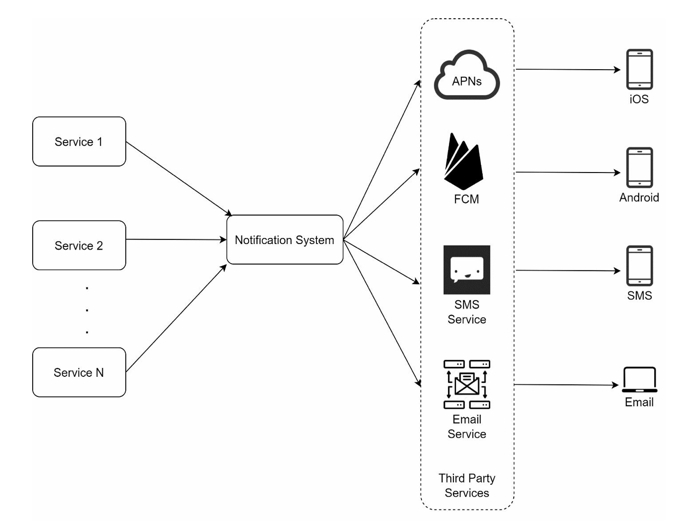 Service 1
Service 2
.
.
.
Service N
Notification System
APNs
FCM
SMS
Service
Email
Service
Third Party
Services
iOS
Android
SMS
Email